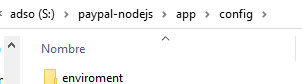 adso (S:) > paypal-nodejs > app > config >
Nombre
enviroment